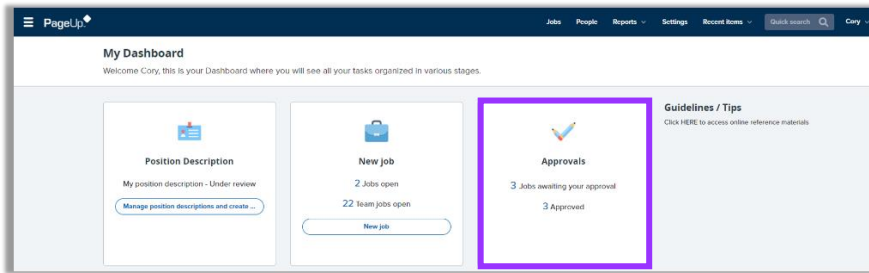 PageUp
Jobs People Reports Settings Recent items Quick search Cory
My Dashboard
Welcome Cory, this is your Dashboard where you will see all your tasks organized in various stages.
Position Description
My position description - Under review
Manage position descriptions and create ...
New job
2 Jobs open
22 Team jobs open
New job
Approvals
3 Jobs awaiting your approval
3 Approved
Guidelines / Tips
Click HERE to access online reference materials